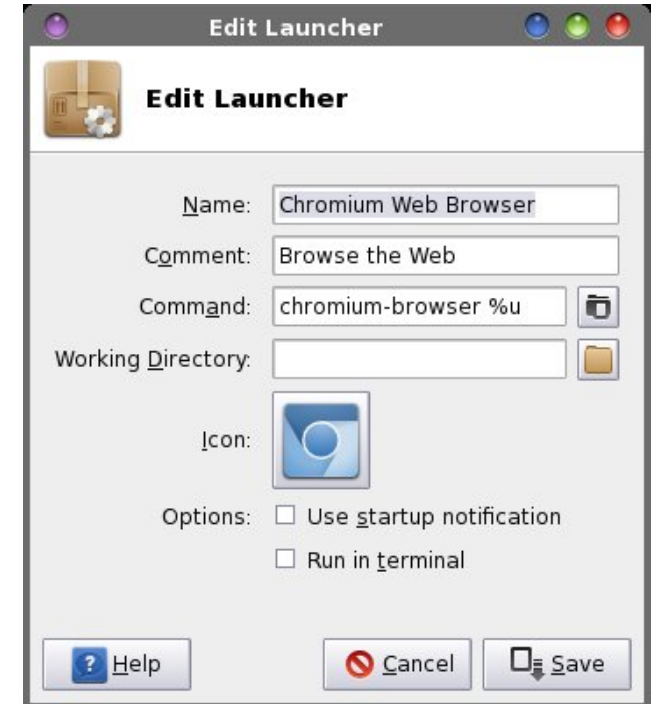 Edit Launcher
Edit Launcher
Name: Chromium Web Browser
Comment: Browse the Web
Command: chromium-browser %u
Working Directory:
Icon:
Options: Use startup notification
Run in terminal
? Help Cancel Save